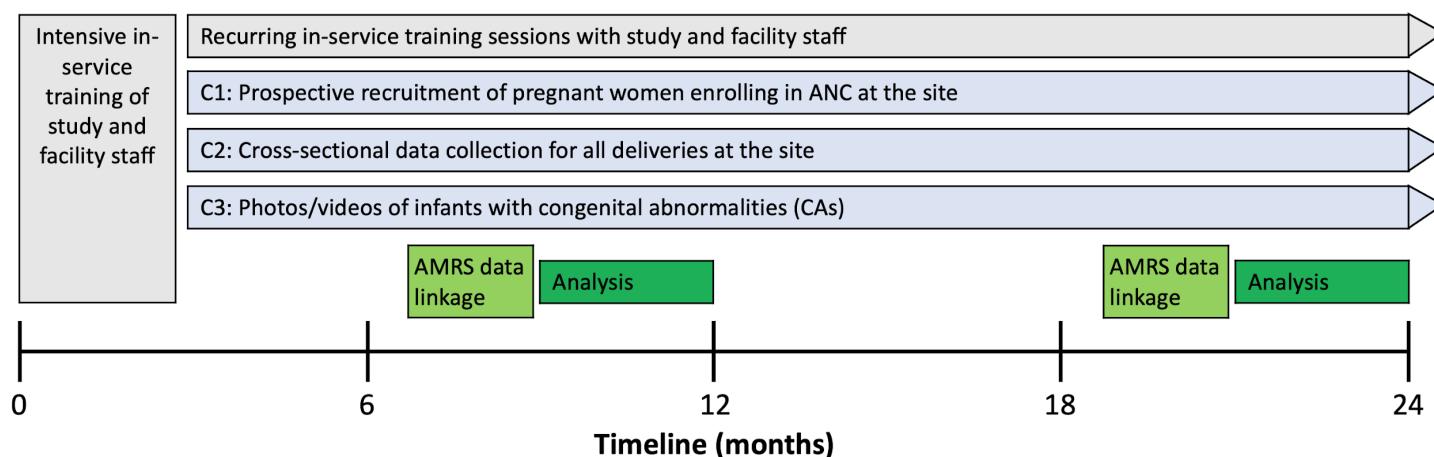 Intensive in-
service
training of
study and
facility staff
Recurring in-service training sessions with study and facility staff
C1: Prospective recruitment of pregnant women enrolling in ANC at the site
C2: Cross-sectional data collection for all deliveries at the site
C3: Photos/videos of infants with congenital abnormalities (CAs)
AMRS data
linkage
Analysis
AMRS data
linkage
Analysis
0
6
12
18
24
Timeline (months)